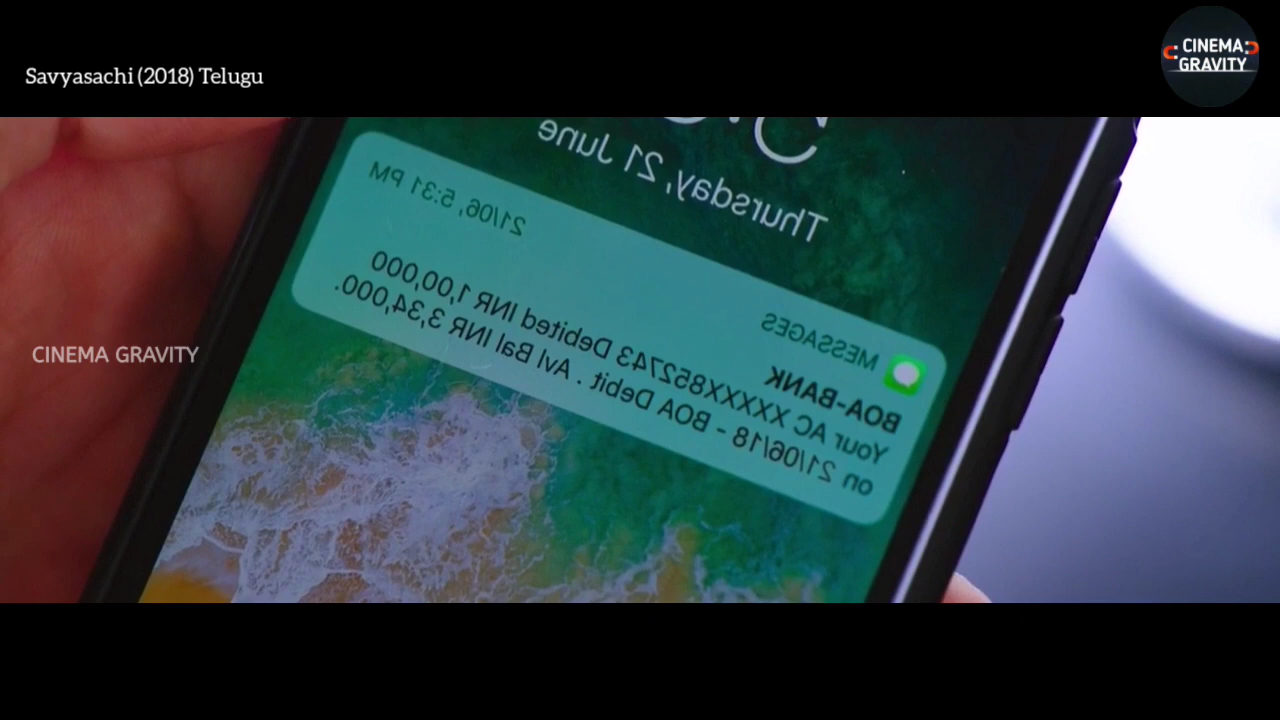 Savyasachi (2018) Telugu
CINEMA
GRAVITY
Thursday, 21 June
MESSAGES 21/06, 5:31 PM
BOA-BANK
Your AC XXXXX852743 Debited INR 1,00,000
on 21/06/18 - BOA Debit. . Avl Bal INR 3,34,000.
CINEMA GRAVITY